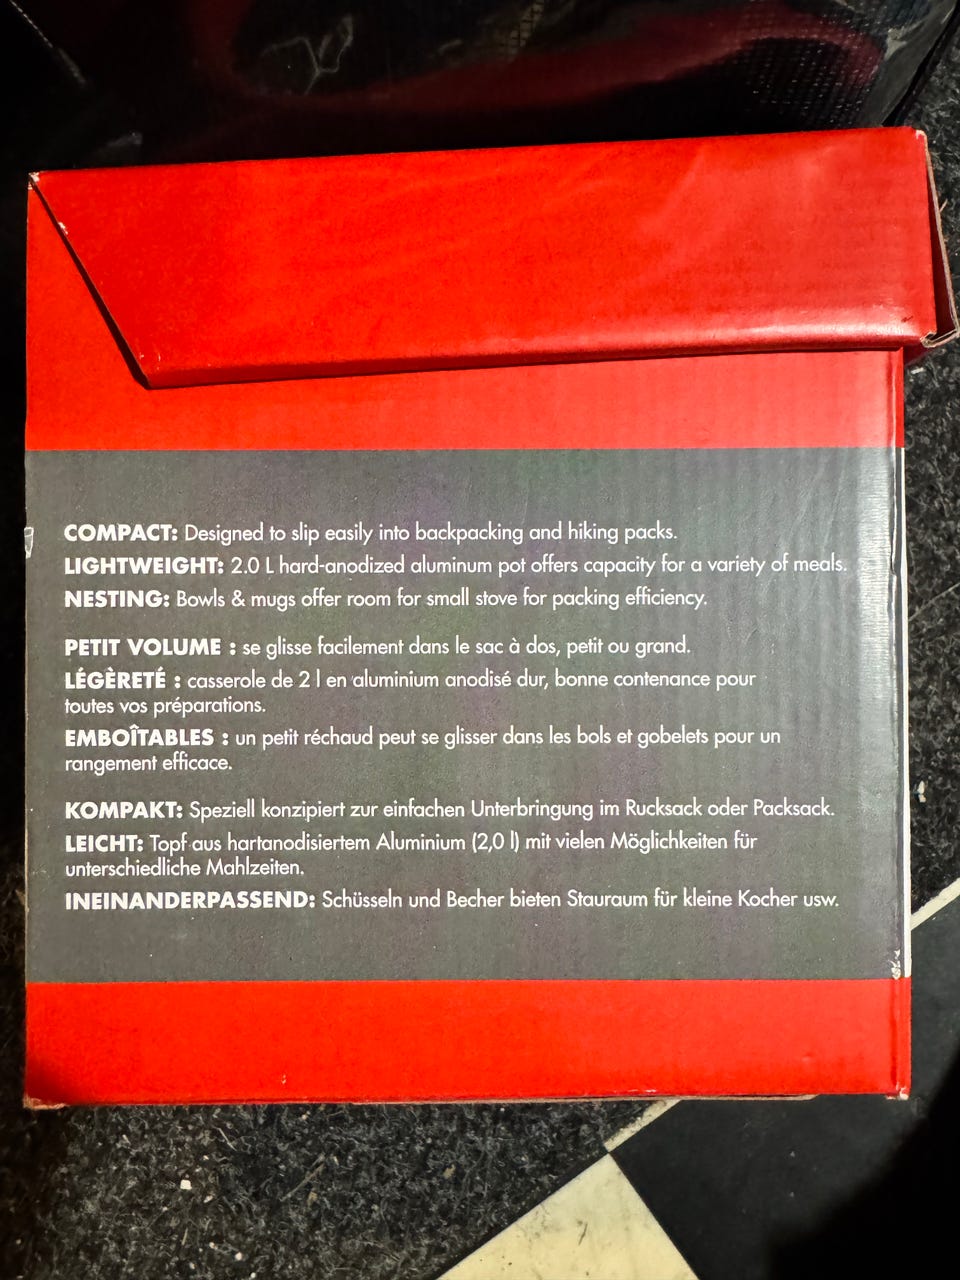 COMPACT: Designed to slip easily into backpacking and hiking packs.
LIGHTWEIGHT: 2.0 L hard-anodized aluminum pot offers capacity for a variety of meals.
NESTING: Bowls & mugs offer room for small stove for packing efficiency.
PETIT VOLUME : se glisse facilement dans le sac à dos, petit ou grand.
LÉGÈRETÉ : casserole de 2 l en aluminium anodisé dur, bonne contenance pour
toutes vos préparations.
EMBOÎTABLES : un petit réchaud peut se glisser dans les bols et gobelets pour un
rangement efficace.
KOMPAKT: Speziell konzipiert zur einfachen Unterbringung im Rucksack oder Packsack.
LEICHT: Topf aus hartanodisiertem Aluminium (2,0 l) mit vielen Möglichkeiten für
unterschiedliche Mahlzeiten.
INEINANDERPASSEND: Schüsseln und Becher bieten Stauraum für kleine Kocher usw.